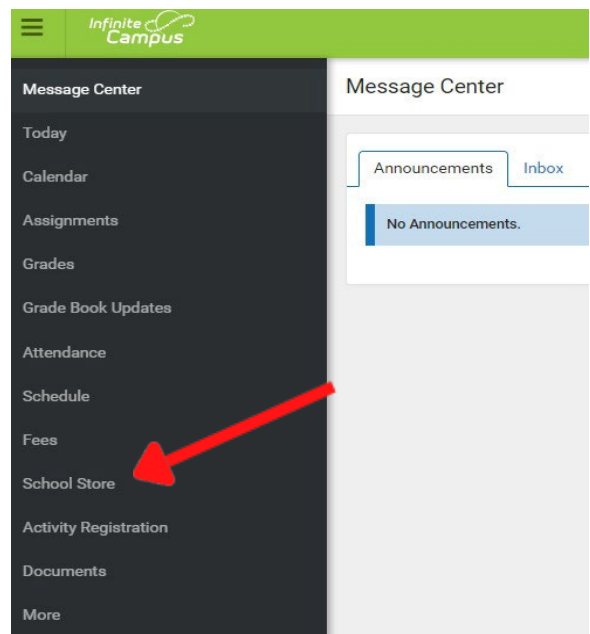 Infinite
Campus
Message Center
Today
Calendar
Assignments
Grades
Grade Book Updates
Attendance
Schedule
Fees
School Store
Activity Registration
Documents
More
Message Center
Announcements Inbox
No Announcements.